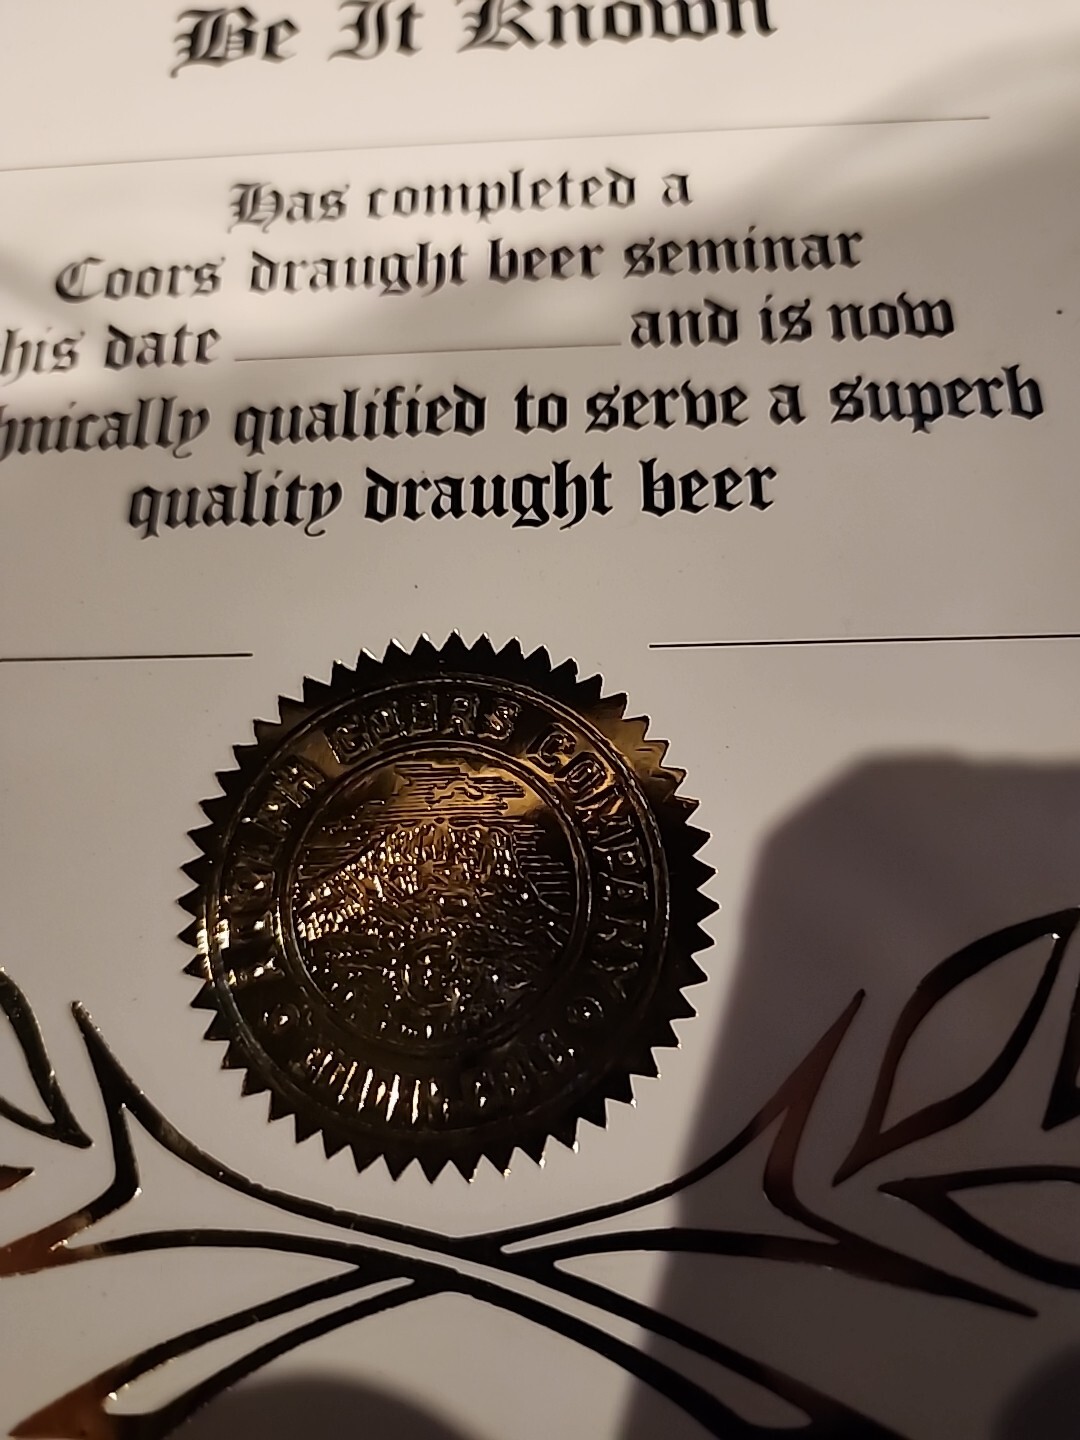 Be It Known
Has completed a
Coors draught beer seminar
his date and is now
hnically qualified to serve a superb
quality draught beer
ADOLPH COORS COMPANY